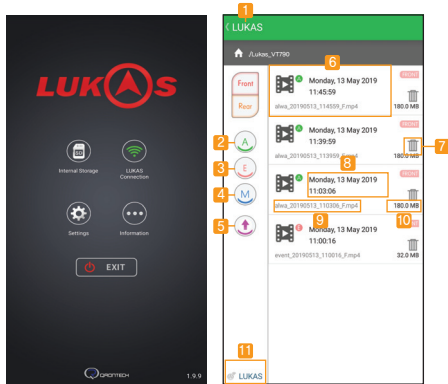 LUKAS
Internal Storage
LUKAS
Connection
Settings
Information
EXIT
QRONTECH
1.9.9
1
LUKAS
/Lukas_VT790
6
Front
Rear
A
Monday, 13 May 2019
11:45:59
FRONT
alwa_20190513_114559_F.mp4
180.0 MB
2
A
A
Monday, 13 May 2019
11:39:59
FRONT
7
alwa_20190513_113959_F.mp4
180.0 MB
3
E
8
4
M
A
Monday, 13 May 2019
11:03:06
FRONT
alwa_20190513_110306_F.mp4
180.0 MB
5
9
10
E
Monday, 13 May 2019
11:00:16
FRONT
event_20190513_110016_F.mp4
32.0 MB
11
LUKAS